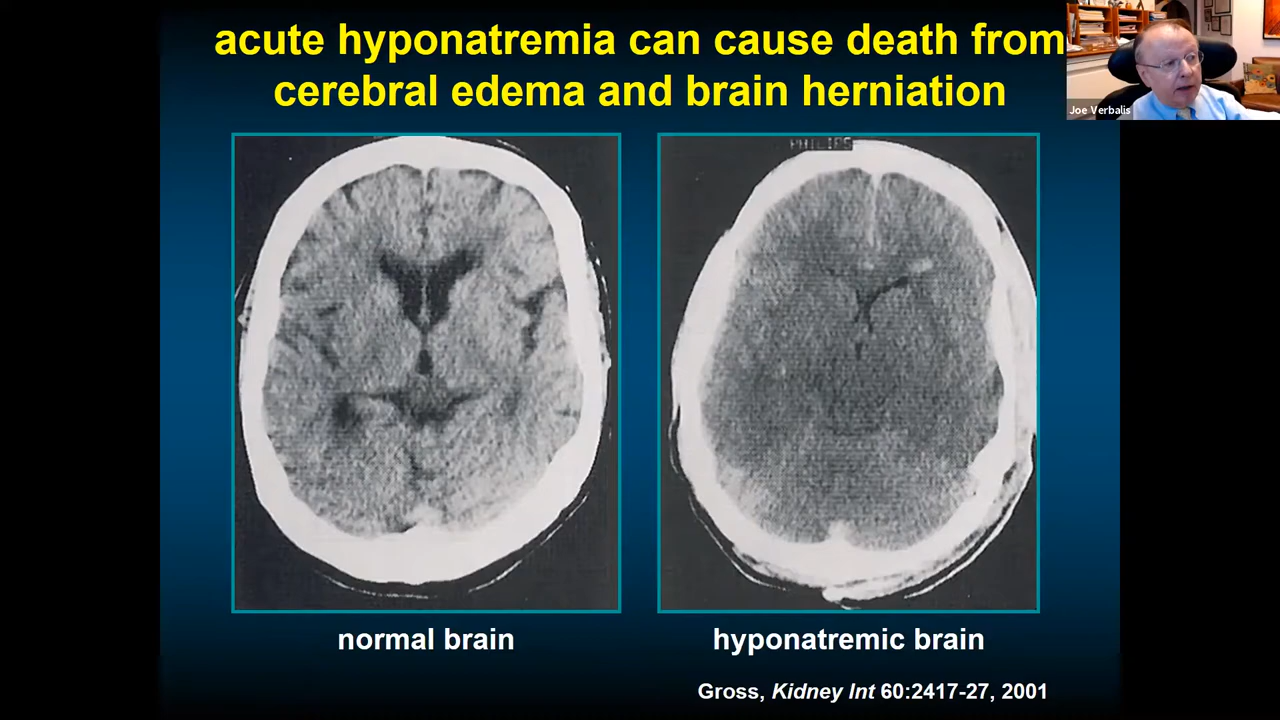 acute hyponatremia can cause death from
cerebral edema and brain herniation
Joe Verbalis
PHILIPS
normal brain
hyponatremic brain
Gross, Kidney Int 60:2417-27, 2001